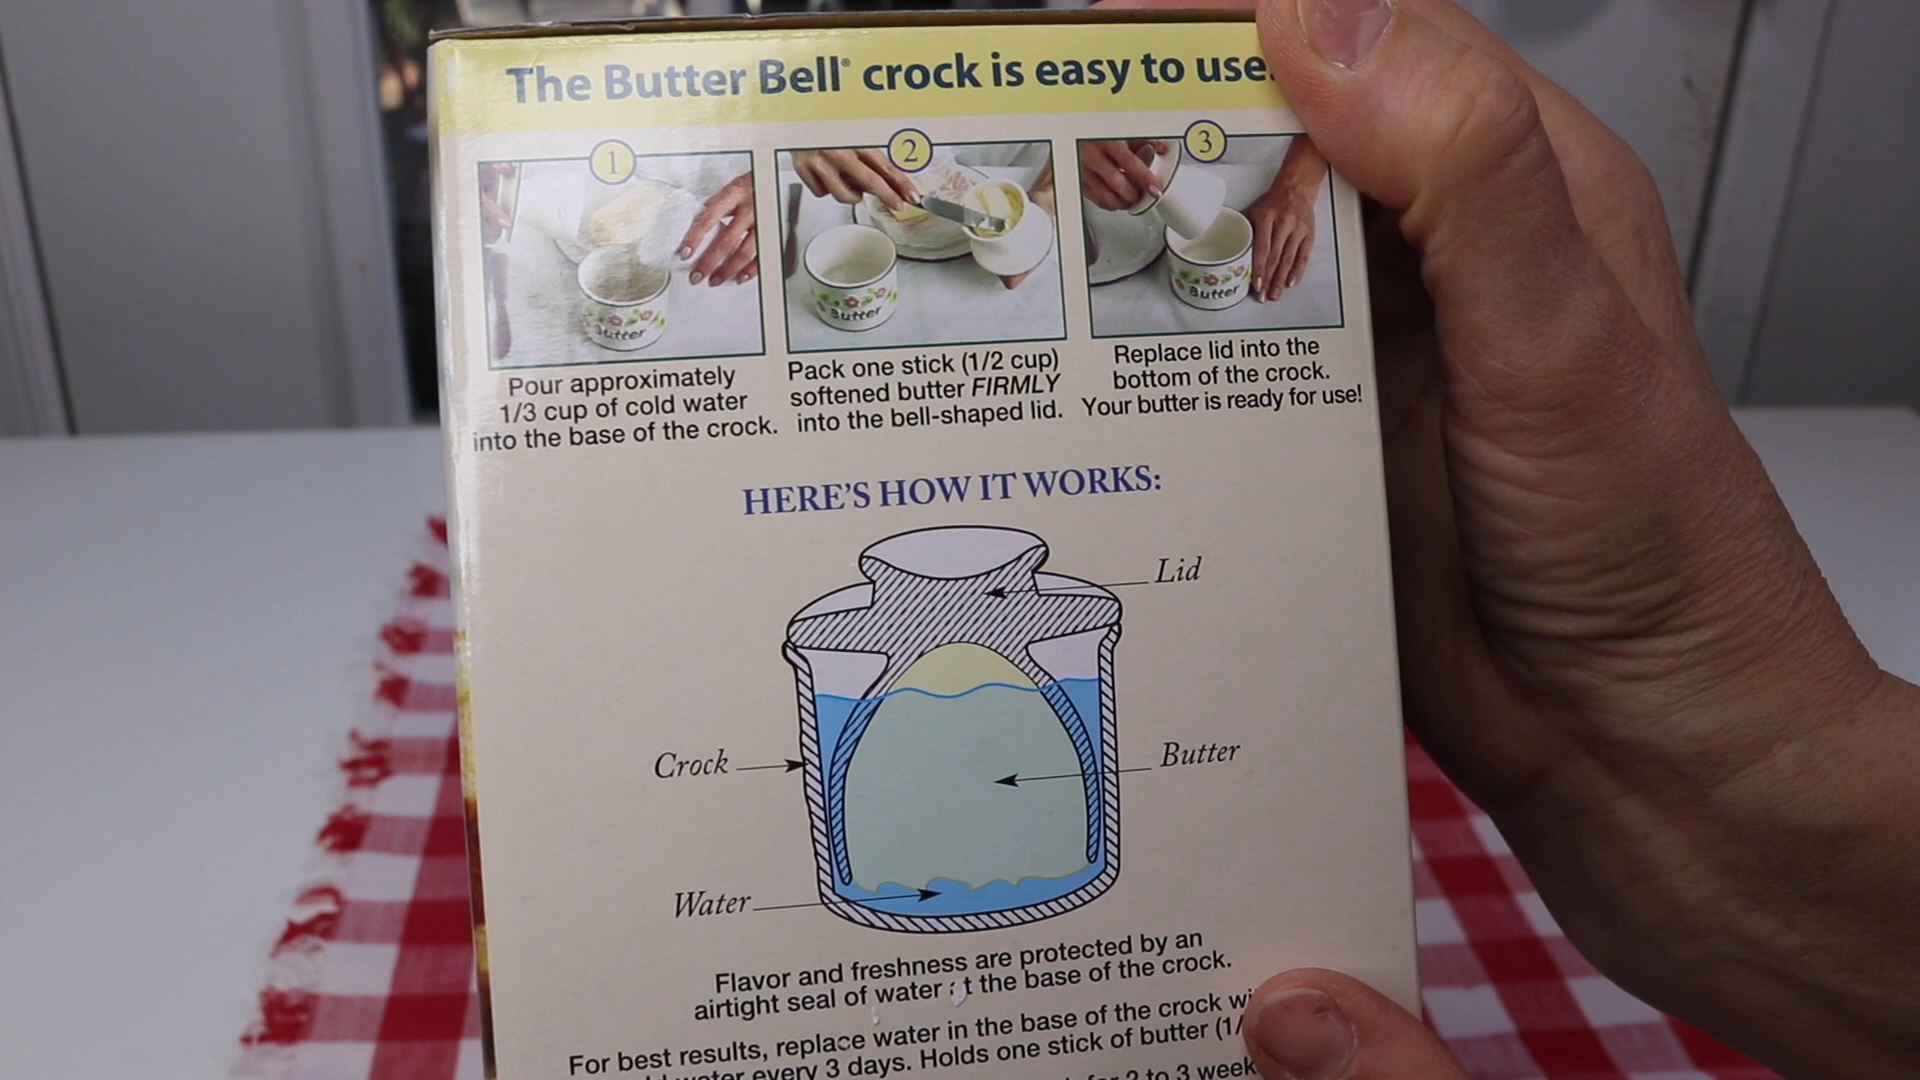 The Butter Bell® crock is easy to use.
1
2
3
Pour approximately
1/3 cup of cold water
into the base of the crock.
Pack one stick (1/2 cup)
softened butter FIRMLY
into the bell-shaped lid.
Replace lid into the
bottom of the crock.
Your butter is ready for use!
Butter
Butter
Butter
HERE'S HOW IT WORKS:
Lid
Crock
Butter
Water
Flavor and freshness are protected by an
airtight seal of water at the base of the crock.
For best results, replace water in the base of the crock
water every 3 days. Holds one stick of butter
2 to 3